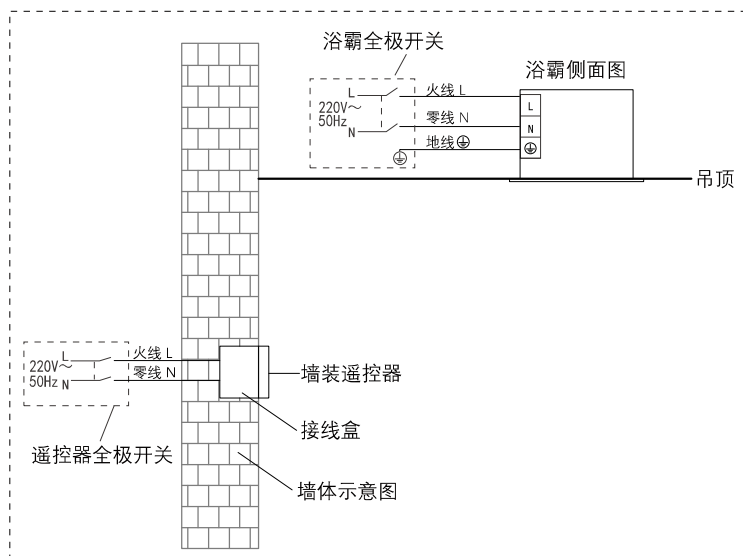 浴霸全极开关
浴霸侧面图
L
火线 L
L
220V～
50Hz
零线 N
N
N
地线
吊顶
火线 L
L
220V～
零线 N
50Hz N
墙装遥控器
接线盒
遥控器全极开关
墙体示意图